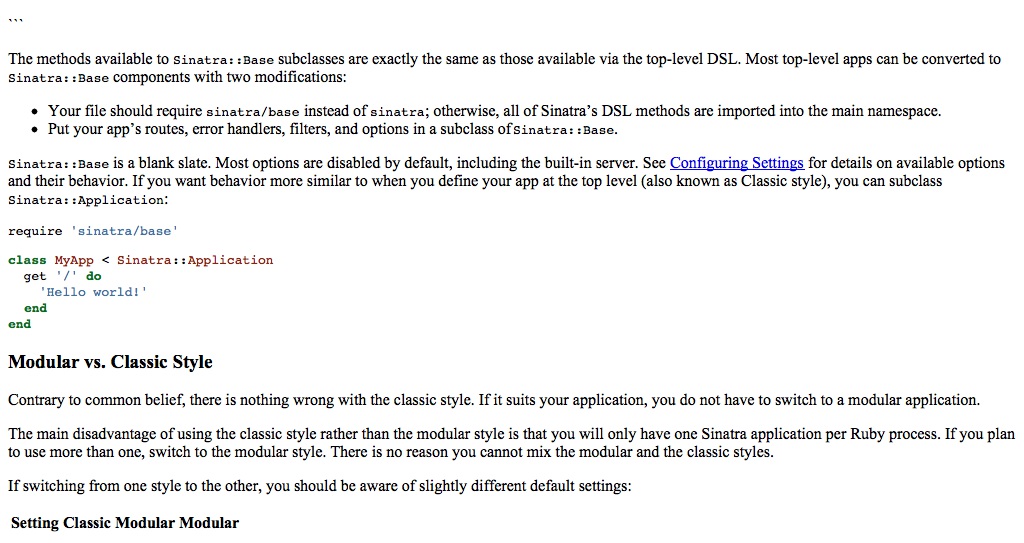 ```
The methods available to Sinatra::Base subclasses are exactly the same as those available via the top-level DSL. Most top-level apps can be converted to
Sinatra::Base components with two modifications:
• Your file should require sinatra/base instead of sinatra; otherwise, all of Sinatra’s DSL methods are imported into the main namespace.
• Put your app’s routes, error handlers, filters, and options in a subclass of Sinatra::Base.
Sinatra::Base is a blank slate. Most options are disabled by default, including the built-in server. See Configuring Settings for details on available options
and their behavior. If you want behavior more similar to when you define your app at the top level (also known as Classic style), you can subclass
Sinatra::Application:
require 'sinatra/base'
class MyApp < Sinatra::Application
  get '/' do
    'Hello world!'
  end
end
Modular vs. Classic Style
Contrary to common belief, there is nothing wrong with the classic style. If it suits your application, you do not have to switch to a modular application.
The main disadvantage of using the classic style rather than the modular style is that you will only have one Sinatra application per Ruby process. If you plan
to use more than one, switch to the modular style. There is no reason you cannot mix the modular and the classic styles.
If switching from one style to the other, you should be aware of slightly different default settings:
Setting Classic Modular Modular